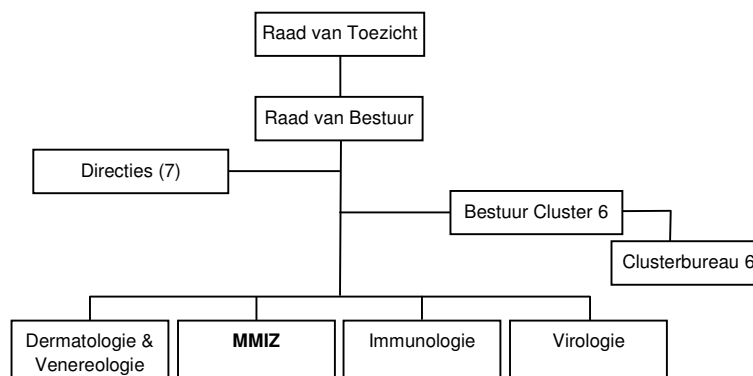 Raad van Toezicht
Raad van Bestuur
Directies (7)
Bestuur Cluster 6
Clusterbureau 6
Dermatologie &
Venereologie
MMIZ
Immunologie
Virologie